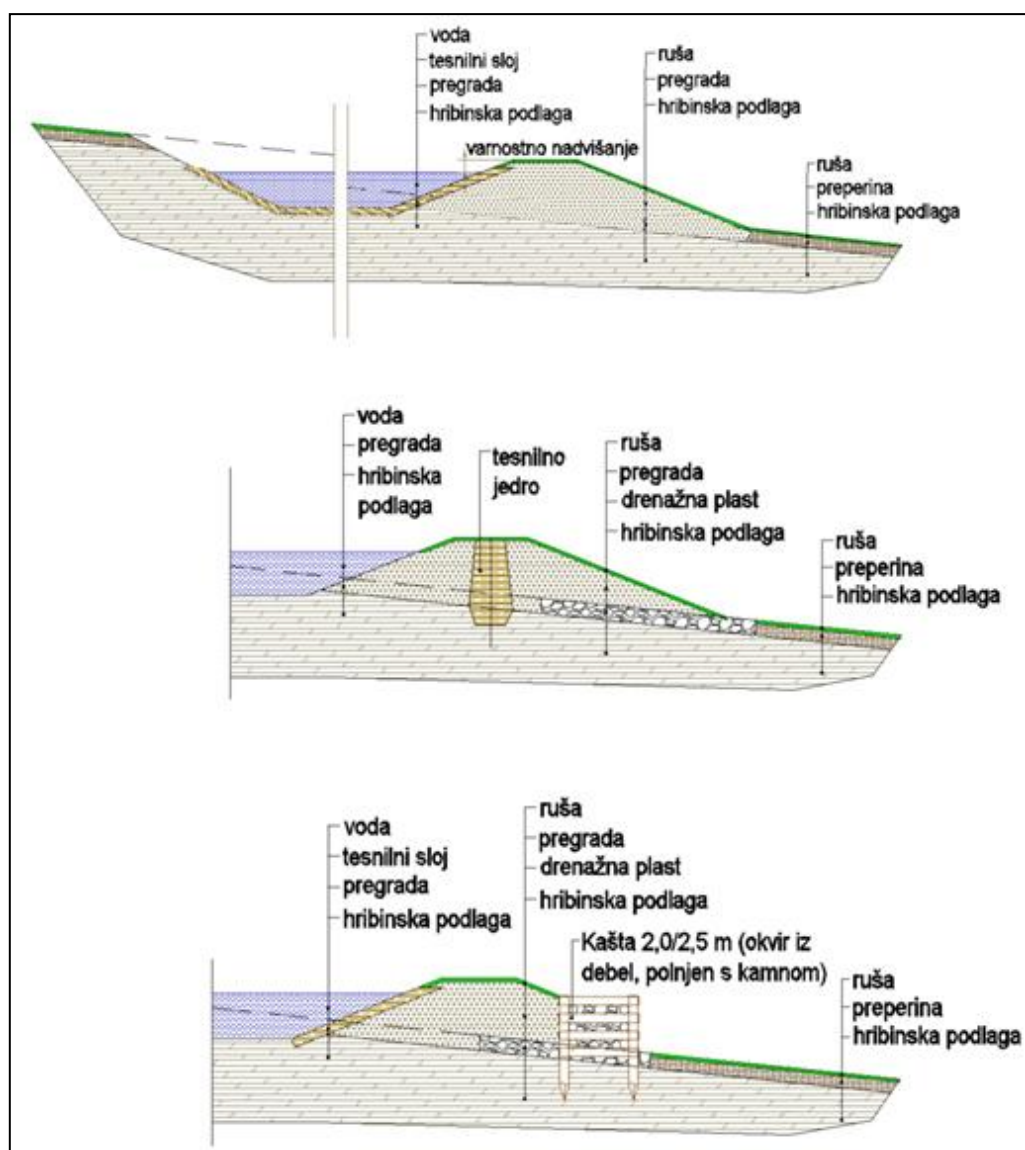 voda
tesnilni sloj
pregrada
hribinska podlaga
varnostno nadvišanje
ruša
pregrada
hribinska podlaga
ruša
preperina
hribinska podlaga
voda
pregrada
hribinska
podlaga
tesnilno
jedro
ruša
pregrada
drenažna plast
hribinska podlaga
ruša
preperina
hribinska podlaga
voda
tesnilni sloj
pregrada
hribinska podlaga
ruša
pregrada
drenažna plast
hribinska podlaga
Kašta 2,0/2,5 m (okvir iz
debel, polnjen s kamnom)
ruša
preperina
hribinska podlaga